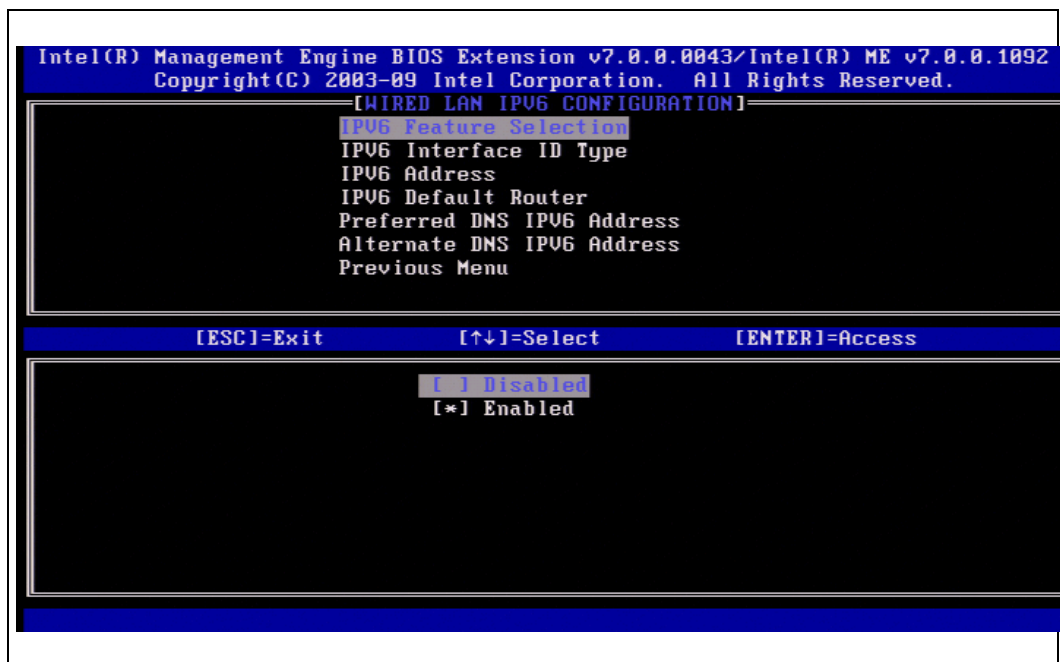 Intel(R) Management Engine BIOS Extension v7.0.0.0043/Intel(R) ME v7.0.0.1092
Copyright(C) 2003-09 Intel Corporation. All Rights Reserved.
[WIRED LAN IPV6 CONFIGURATION]
IPV6 Feature Selection
IPV6 Interface ID Type
IPV6 Address
IPV6 Default Router
Preferred DNS IPV6 Address
Alternate DNS IPV6 Address
Previous Menu
[ESC]=Exit [↑↓]=Select [ENTER]=Access
[ ] Disabled
[*] Enabled